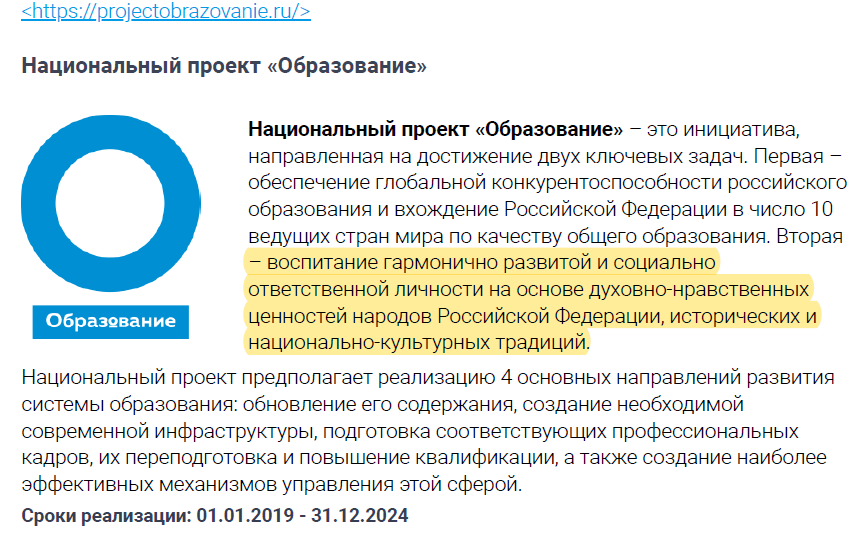 <https://projectobrazovanie.ru/>
Национальный проект «Образование»
Образование
Национальный проект «Образование» – это инициатива,
направленная на достижение двух ключевых задач. Первая –
обеспечение глобальной конкурентоспособности российского
образования и вхождение Российской Федерации в число 10
ведущих стран мира по качеству общего образования. Вторая
– воспитание гармонично развитой и социально
ответственной личности на основе духовно-нравственных
ценностей народов Российской Федерации, исторических и
национально-культурных традиций.
Национальный проект предполагает реализацию 4 основных направлений развития
системы образования: обновление его содержания, создание необходимой
современной инфраструктуры, подготовка соответствующих профессиональных
кадров, их переподготовка и повышение квалификации, а также создание наиболее
эффективных механизмов управления этой сферой.
Сроки реализации: 01.01.2019 - 31.12.2024